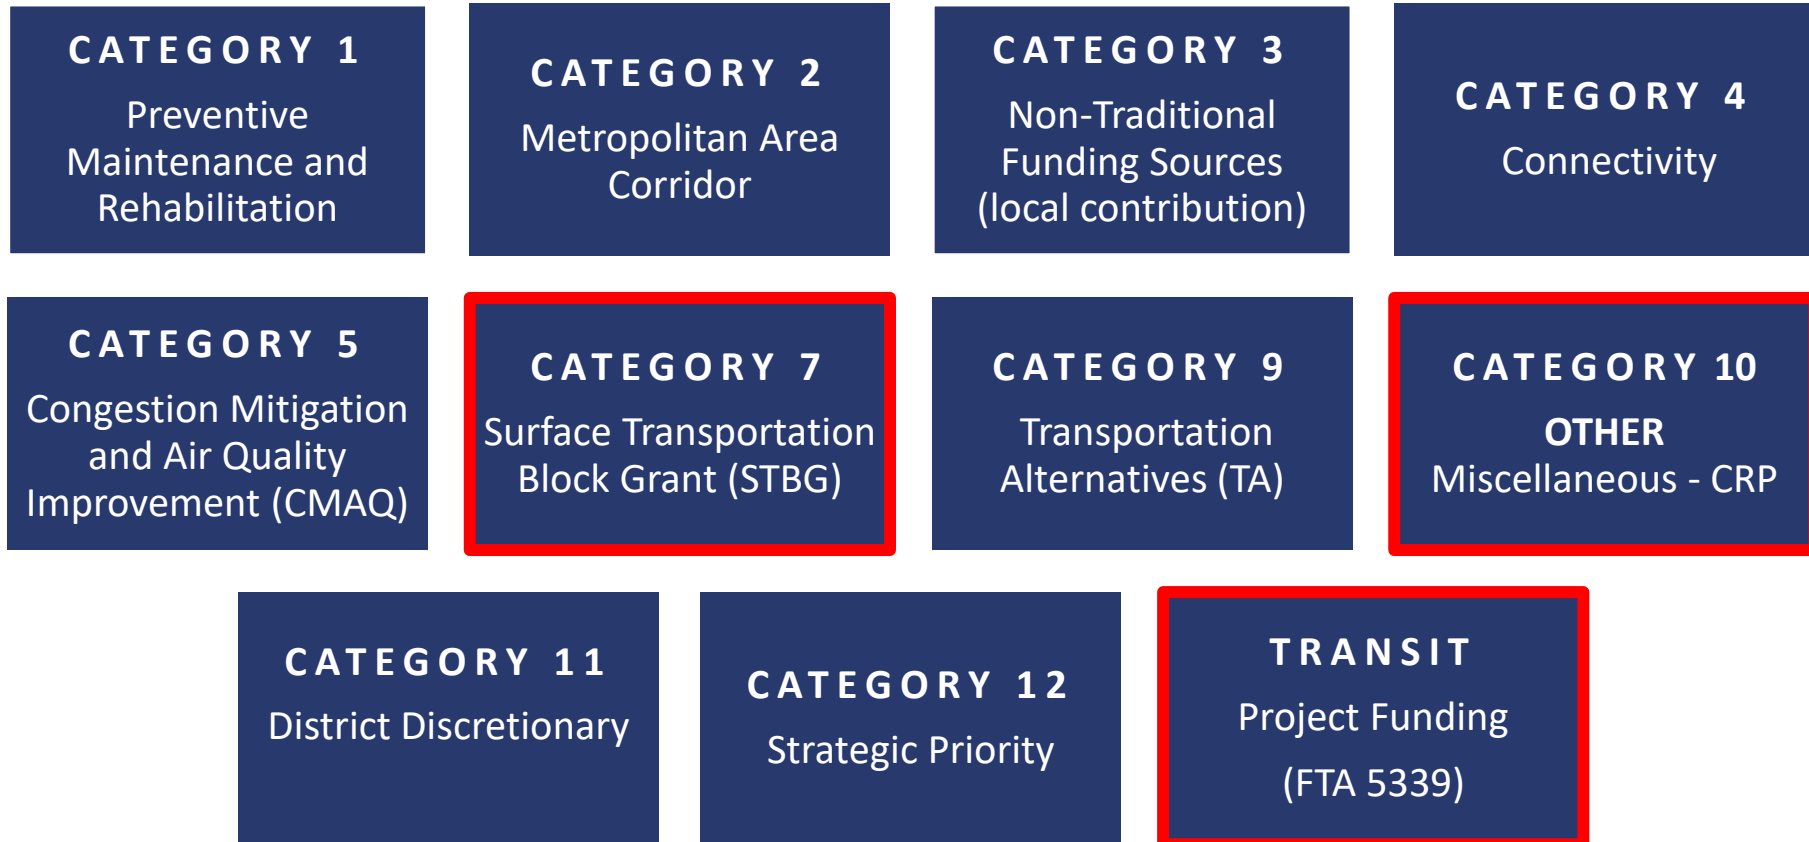 CATEGORY 1
Preventive
Maintenance and
Rehabilitation
CATEGORY 2
Metropolitan Area
Corridor
CATEGORY 3
Non-Traditional
Funding Sources
(local contribution)
CATEGORY 4
Connectivity
CATEGORY 5
Congestion Mitigation
and Air Quality
Improvement (CMAQ)
CATEGORY 7
Surface Transportation
Block Grant (STBG)
CATEGORY 9
Transportation
Alternatives (TA)
CATEGORY 10
OTHER
Miscellaneous - CRP
CATEGORY 11
District Discretionary
CATEGORY 12
Strategic Priority
TRANSIT
Project Funding
(FTA 5339)